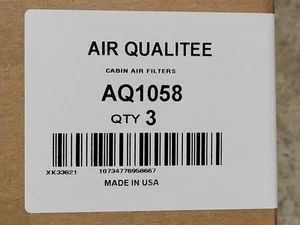 AIR QUALITEE
CABIN AIR FILTERS
AQ1058
QTY 3
XK33621 10734776958667
MADE IN USA